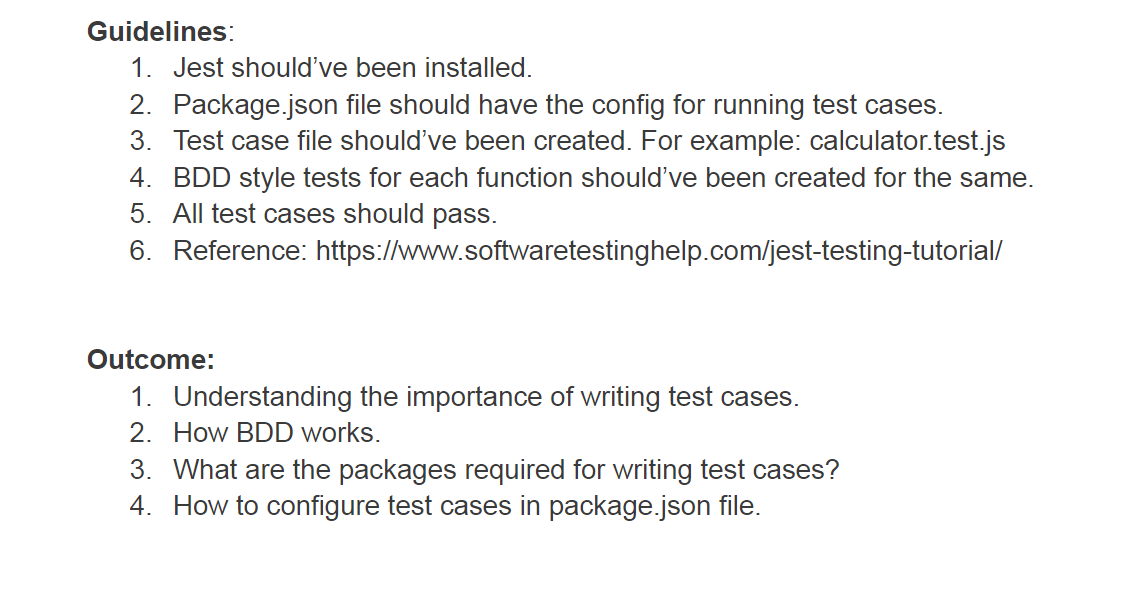 Guidelines:
1. Jest should’ve been installed.
2. Package.json file should have the config for running test cases.
3. Test case file should’ve been created. For example: calculator.test.js
4. BDD style tests for each function should’ve been created for the same.
5. All test cases should pass.
6. Reference: https://www.softwaretestinghelp.com/jest-testing-tutorial/
Outcome:
1. Understanding the importance of writing test cases.
2. How BDD works.
3. What are the packages required for writing test cases?
4. How to configure test cases in package.json file.